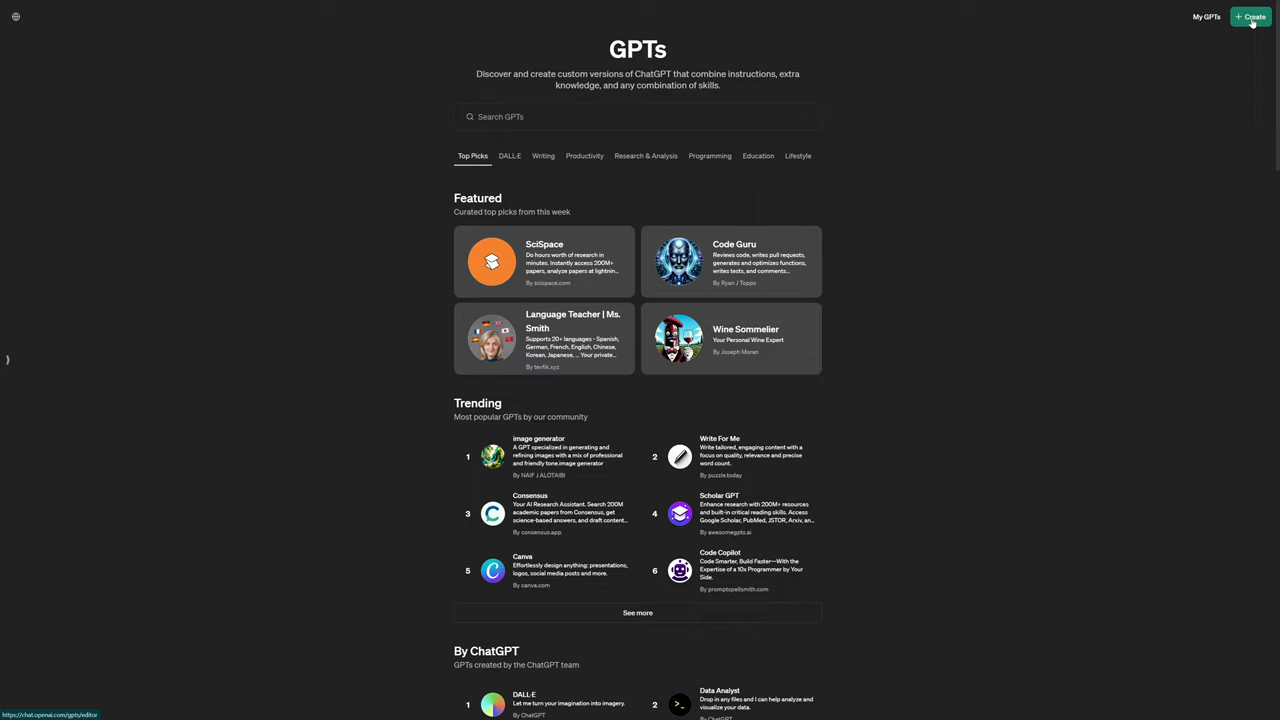 My GPTs
+ Create
GPTs
Discover and create custom versions of ChatGPT that combine instructions, extra
knowledge, and any combination of skills.
Search GPTs
Top Picks
DALL·E
Writing
Productivity
Research & Analysis
Programming
Education
Lifestyle
Featured
Curated top picks from this week
SciSpace
Do hours worth of research in
minutes. Instantly access 200M+
papers, analyze papers at lightnin...
By scispace.com
Code Guru
Reviews code, writes pull requests,
generates and optimizes functions,
writes tests, and comments...
By Ryan J Topps
Language Teacher | Ms.
Smith
Supports 20+ languages - Spanish,
German, French, English, Chinese,
Korean, Japanese, ... Your private...
By tevfik.xyz
Wine Sommelier
Your Personal Wine Expert
By Joseph Moran
Trending
Most popular GPTs by our community
1
image generator
A GPT specialized in generating and
refining images with a mix of professional
and friendly tone.image generator
By NAIF J ALOTAIBI
2
Write For Me
Write tailored, engaging content with a
focus on quality, relevance and precise
word count.
By puzzle.today
3
Consensus
Your AI Research Assistant. Search 200M
academic papers from Consensus, get
science-based answers, and draft content...
By consensus.app
4
Scholar GPT
Enhance research with 200M+ resources
and built-in critical reading skills. Access
Google Scholar, PubMed, JSTOR, Arxiv, an...
By awesomegpts.ai
5
Canva
Effortlessly design anything: presentations,
logos, social media posts and more.
By canva.com
6
Code Copilot
Code Smarter, Build Faster—With the
Expertise of a 10x Programmer by Your
Side.
By promptspellsmith.com
See more
By ChatGPT
GPTs created by the ChatGPT team
1
DALL·E
Let me turn your imagination into imagery.
By ChatGPT
2
Data Analyst
Drop in any files and I can help analyze and
visualize your data.
By ChatGPT
https://chat.openai.com/gpts/editor